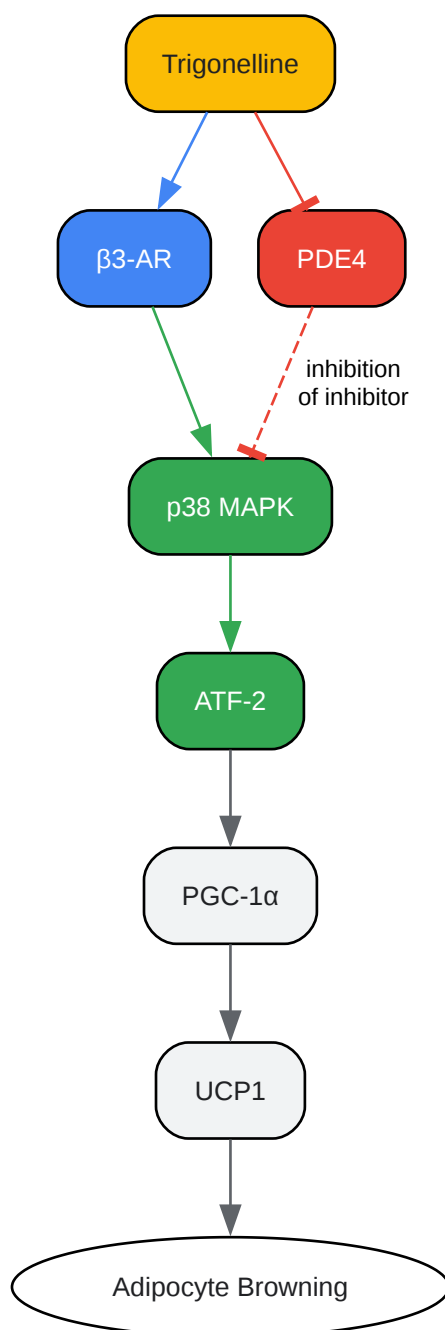 Trigonelline
β3-AR
PDE4
inhibition
of inhibitor
p38 MAPK
ATF-2
PGC-1α
UCP1
Adipocyte Browning